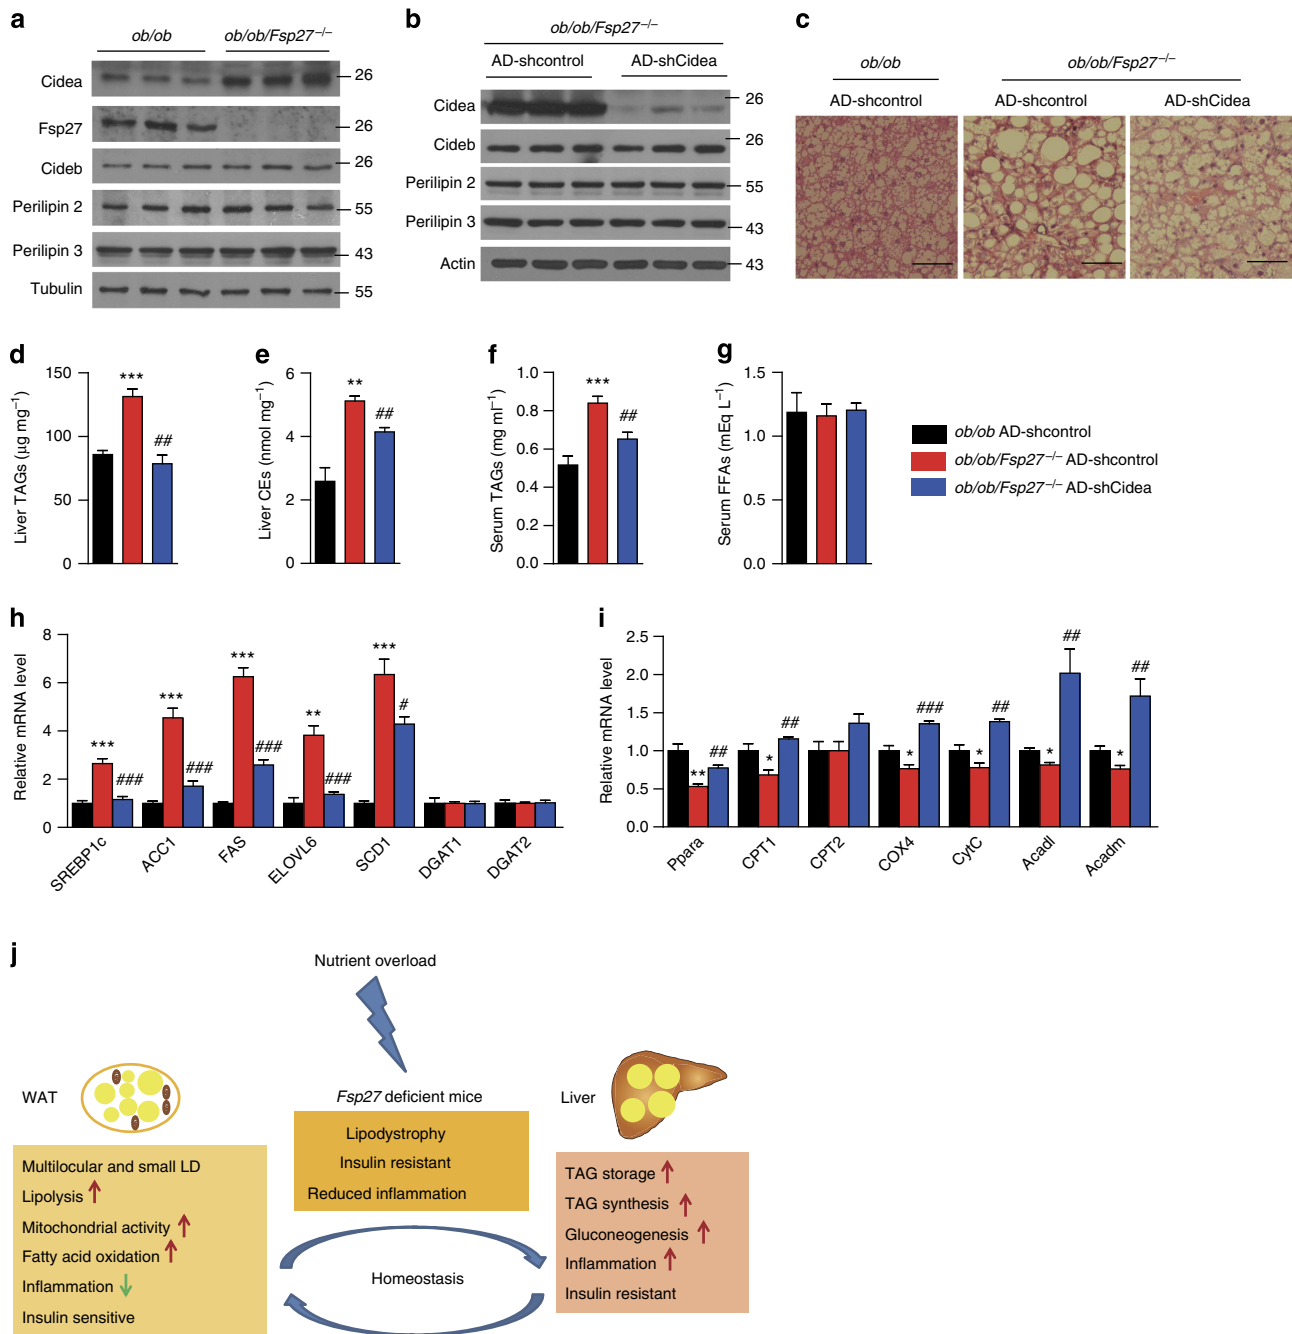 a
ob/ob
ob/ob/Fsp27–/–
Cidea
26
Fsp27
26
Cideb
26
Perilipin 2
55
Perilipin 3
43
Tubulin
55
b
ob/ob/Fsp27–/–
AD-shcontrol
AD-shCidea
Cidea
26
Cideb
26
Perilipin 2
55
Perilipin 3
43
Actin
43
c
ob/ob
ob/ob/Fsp27–/–
AD-shcontrol
AD-shcontrol
AD-shCidea
d
Liver TAGs (µg mg–1)
150
100
50
0
***
##
e
Liver CEs (nmol mg–1)
6
4
2
0
**
##
f
Serum TAGs (mg ml–1)
1.0
0.8
0.6
0.4
0.2
0.0
***
##
g
Serum FFAs (mEq L–1)
1.5
1.0
0.5
0.0
ob/ob AD-shcontrol
ob/ob/Fsp27–/– AD-shcontrol
ob/ob/Fsp27–/– AD-shCidea
h
Relative mRNA level
8
6
4
2
0
***
###
***
###
***
###
**
###
***
#
SREBP1c
ACC1
FAS
ELOVL6
SCD1
DGAT1
DGAT2
i
Relative mRNA level
2.5
2.0
1.5
1.0
0.5
0.0
**
##
*
##
*
###
*
##
*
##
*
##
Ppara
CPT1
CPT2
COX4
CytC
Acadl
Acadm
j
Nutrient overload
WAT
Fsp27 deficient mice
Liver
Multilocular and small LD
Lipolysis
Mitochondrial activity
Fatty acid oxidation
Inflammation
Insulin sensitive
Lipodystrophy
Insulin resistant
Reduced inflammation
Homeostasis
TAG storage
TAG synthesis
Gluconeogenesis
Inflammation
Insulin resistant